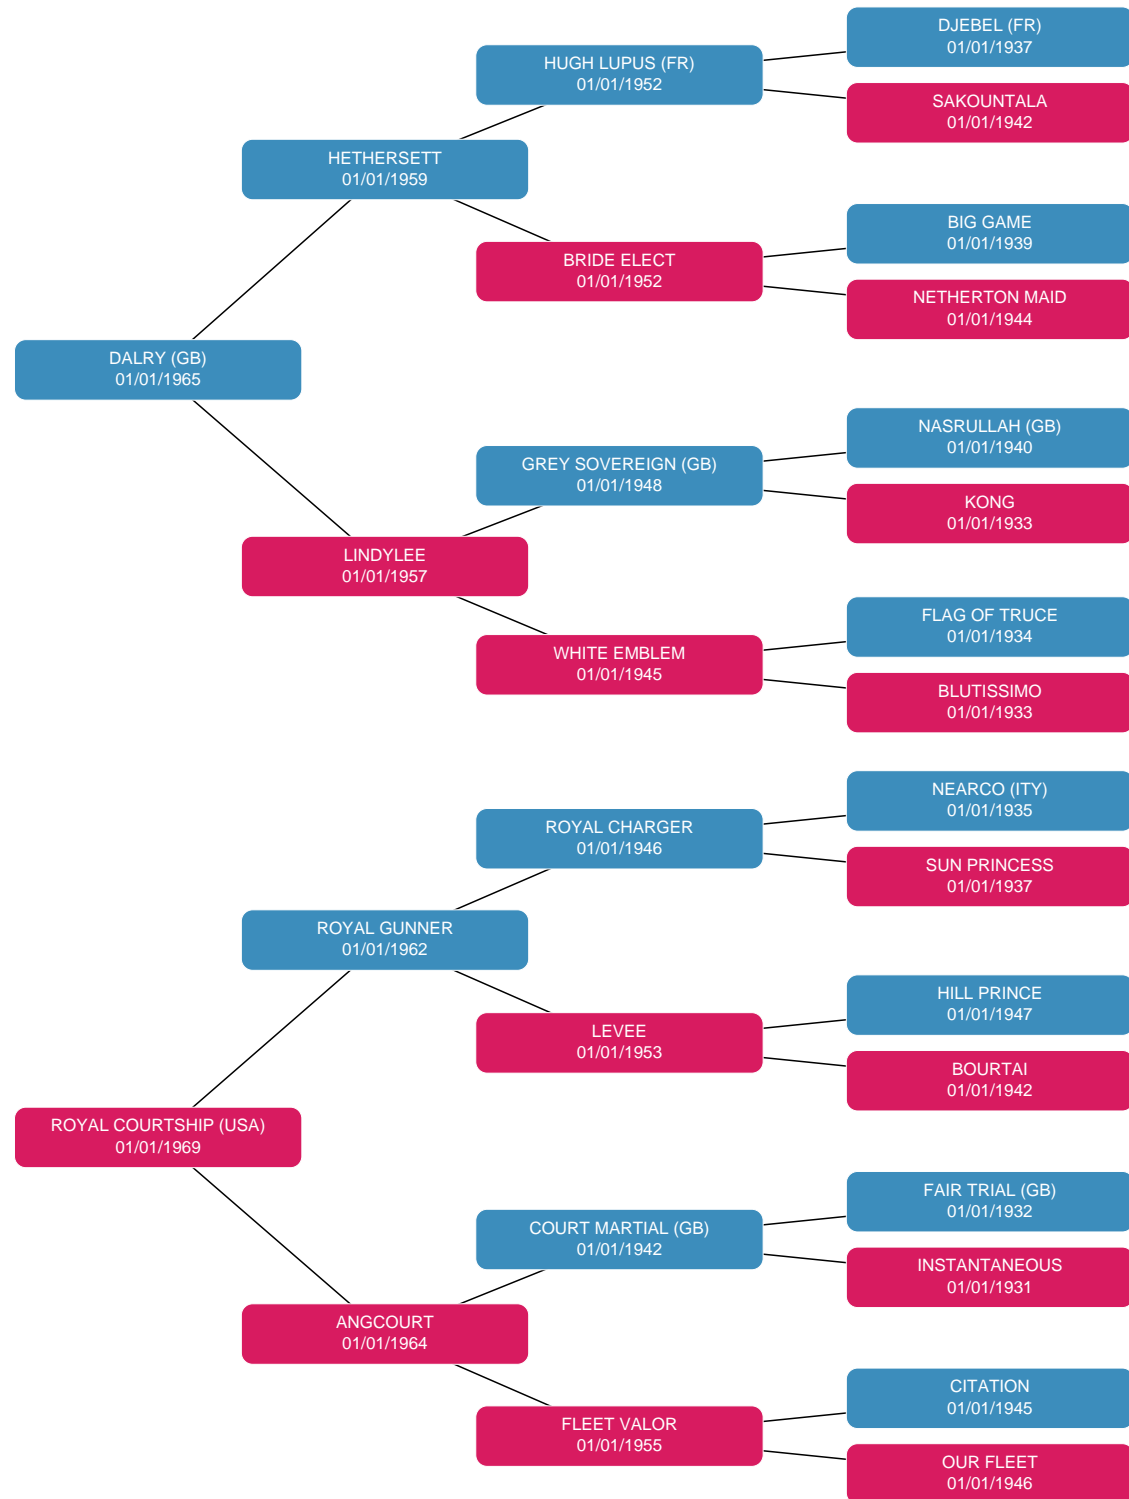 DJEBEL (FR)
01/01/1937
HUGH LUPUS (FR)
01/01/1952
SAKOUNTALA
01/01/1942
HETHERSETT
01/01/1959
BIG GAME
01/01/1939
BRIDE ELECT
01/01/1952
NETHERTON MAID
01/01/1944
DALRY (GB)
01/01/1965
NASRULLAH (GB)
01/01/1940
GREY SOVEREIGN (GB)
01/01/1948
KONG
01/01/1933
LINDYLEE
01/01/1957
FLAG OF TRUCE
01/01/1934
WHITE EMBLEM
01/01/1945
BLUTISSIMO
01/01/1933
NEARCO (ITY)
01/01/1935
ROYAL CHARGER
01/01/1946
SUN PRINCESS
01/01/1937
ROYAL GUNNER
01/01/1962
HILL PRINCE
01/01/1947
LEVEE
01/01/1953
BOURTAI
01/01/1942
ROYAL COURTSHIP (USA)
01/01/1969
FAIR TRIAL (GB)
01/01/1932
COURT MARTIAL (GB)
01/01/1942
INSTANTANEOUS
01/01/1931
ANGCOURT
01/01/1964
CITATION
01/01/1945
FLEET VALOR
01/01/1955
OUR FLEET
01/01/1946